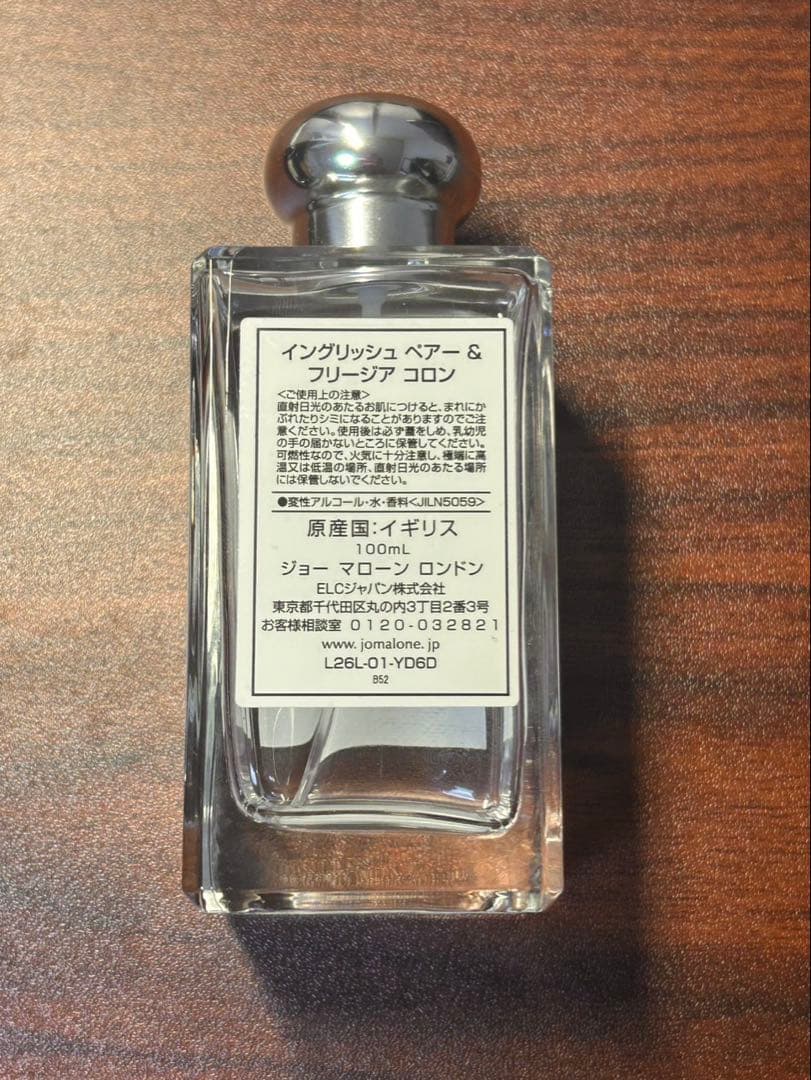 イングリッシュ ペアー &
フリージア コロン
<ご使用上の注意>
直射日光のあたるお肌につけると、まれにか
ぶれたりシミになることがありますのでご注
意ください。使用後は必ず蓋をしめ、乳幼児
の手の届かないところに保管してください。
可燃性なので、火気に十分注意し、極端に高
温又は低温の場所、直射日光のあたる場所
には保管しないでください。
●変性アルコール・水・香料<JILN5059>
原産国:イギリス
100mL
ジョー マローン ロンドン
ELCジャパン株式会社
東京都千代田区丸の内3丁目2番3号
お客様相談室 0120-032821
www.jomalone.jp
L26L-01-YD6D
B52